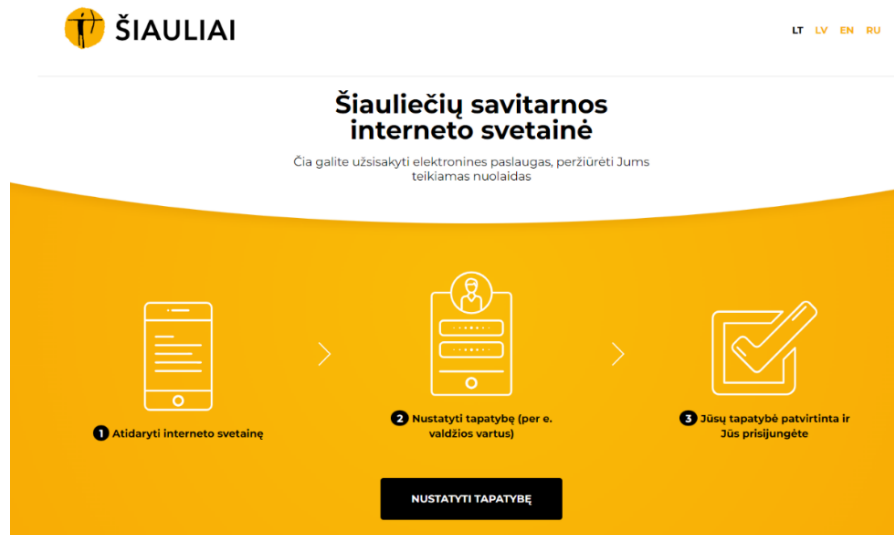 ŠIAULIAI
LT LV EN RU
Šiauliečių savitarnos
interneto svetainė
Čia galite užsisakyti elektronines paslaugas, peržiūrėti Jums
teikiamas nuolaidas
1 Atidaryti interneto svetainę
2 Nustatyti tapatybę (per e.
valdžios vartus)
3 Jūsų tapatybė patvirtinta ir
Jūs prisijungėte
NUSTATYTI TAPATYBĘ